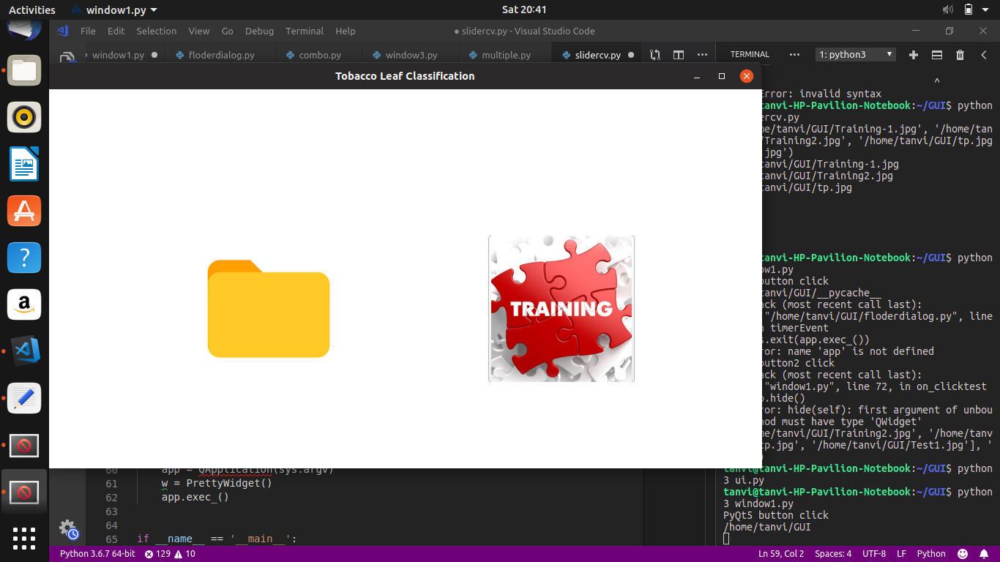 Activities window1.py Sat 20:41
File Edit Selection View Go Debug Terminal Help ● slidercv.py - Visual Studio Code
window1.py floderdialog.py combo.py window3.py multiple.py slidercv.py TERMINAL ··· 1: python3
Tobacco Leaf Classification
^
rror: invalid syntax
tanvi-HP-Pavilion-Notebook:~/GUI$ python
ercv.py
me/tanvi/GUI/Training-1.jpg', '/home/tan
/Training2.jpg', '/home/tanvi/GUI/tp.jpg
jpg')
tanvi/GUI/Training-1.jpg
tanvi/GUI/Training2.jpg
tanvi/GUI/tp.jpg
tanvi-HP-Pavilion-Notebook:~/GUI$ python
ow1.py
button click
tanvi/GUI/__pycache__
ack (most recent call last):
"/home/tanvi/GUI/floderdialog.py", line
n timerEvent
s.exit(app.exec_())
ror: name 'app' is not defined
button2 click
ack (most recent call last):
"window1.py", line 72, in on_clicktest
o.hide()
ror: hide(self): first argument of unbou
hod must have type 'QWidget'
me/tanvi/GUI/Training2.jpg', '/home/tanv
tp.jpg', '/home/tanvi/GUI/Test1.jpg'], '
)
tanvi@tanvi-HP-Pavilion-Notebook:~/GUI$ python
3 ui.py
tanvi@tanvi-HP-Pavilion-Notebook:~/GUI$ python
3 window1.py
PyQt5 button click
/home/tanvi/GUI
TRAINING
60 app = QApplication(sys.argv)
61 w = PrettyWidget()
62 app.exec_()
63
64
65 if __name__ == '__main__':
Python 3.6.7 64-bit 129 10 Ln 59, Col 2 Spaces: 4 UTF-8 LF Python